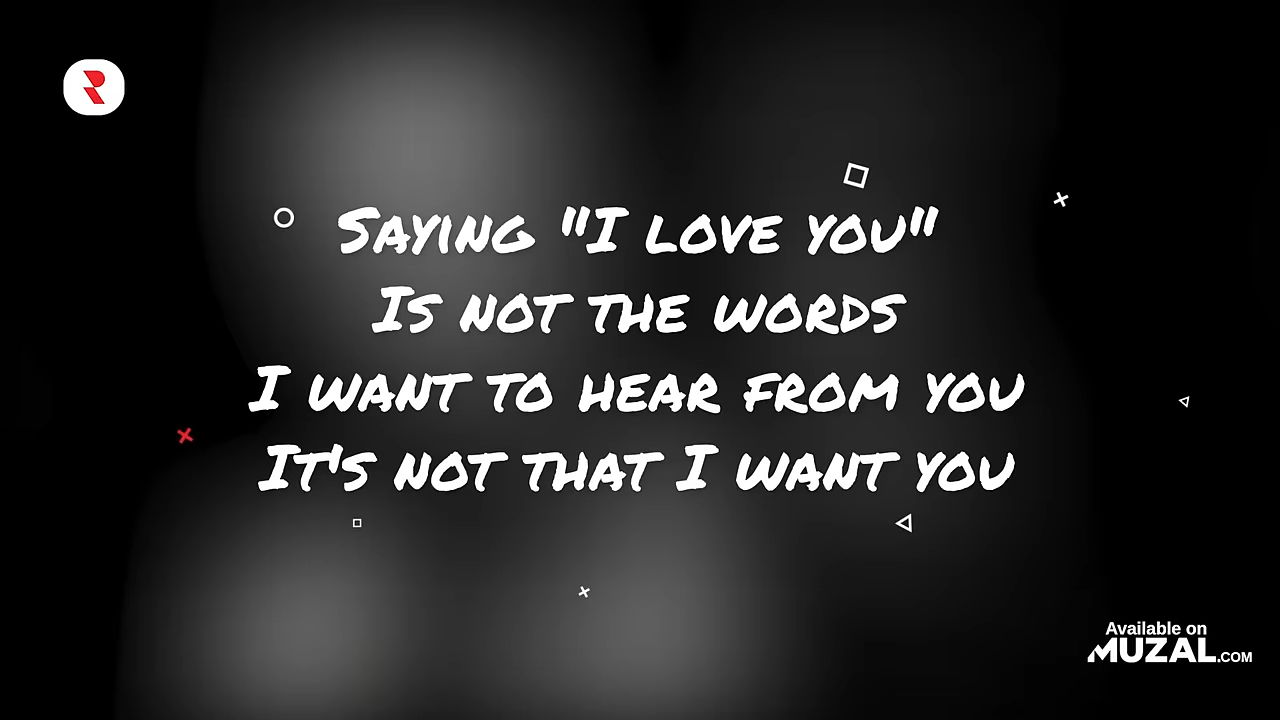 Saying "I love you"
Is not the words
I want to hear from you
It's not that I want you
Available on
MUZAL.COM